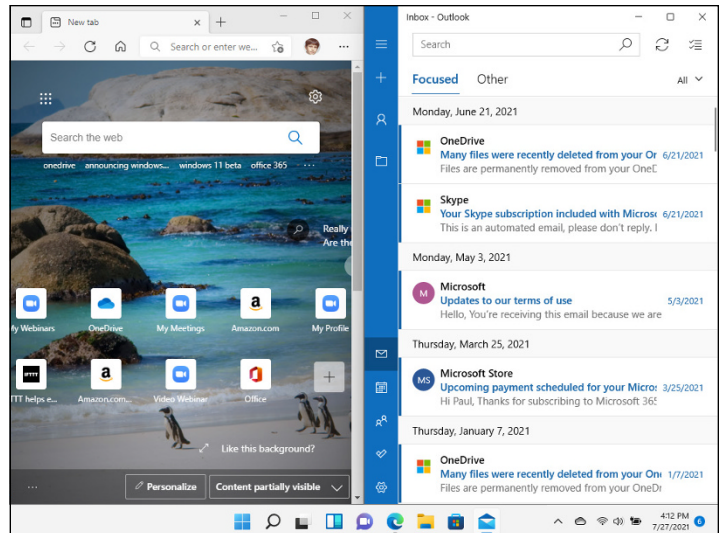 New tab
Search or enter we...
Search the web
onedrive announcing windows... windows 11 beta office 365 ...
Really
Are the
My Webinars OneDrive My Meetings Amazon.com My Profile
IFTTT
TT helps e... Amazon.com... Video Webinar Office
Like this background?
Personalize Content partially visible
Inbox - Outlook
Search
Focused Other All
Monday, June 21, 2021
OneDrive
Many files were recently deleted from your Or 6/21/2021
Files are permanently removed from your OneD
Skype
Your Skype subscription included with Microso 6/21/2021
This is an automated email, please don't reply. I
Monday, May 3, 2021
M Microsoft
Updates to our terms of use 5/3/2021
Hello, You're receiving this email because we are
Thursday, March 25, 2021
MS Microsoft Store
Upcoming payment scheduled for your Micro: 3/25/2021
Hi Paul, Thanks for subscribing to Microsoft 365
Thursday, January 7, 2021
OneDrive
Many files were recently deleted from your One 1/7/2021
Files are permanently removed from your OneDr
4:12 PM
7/27/2021 6